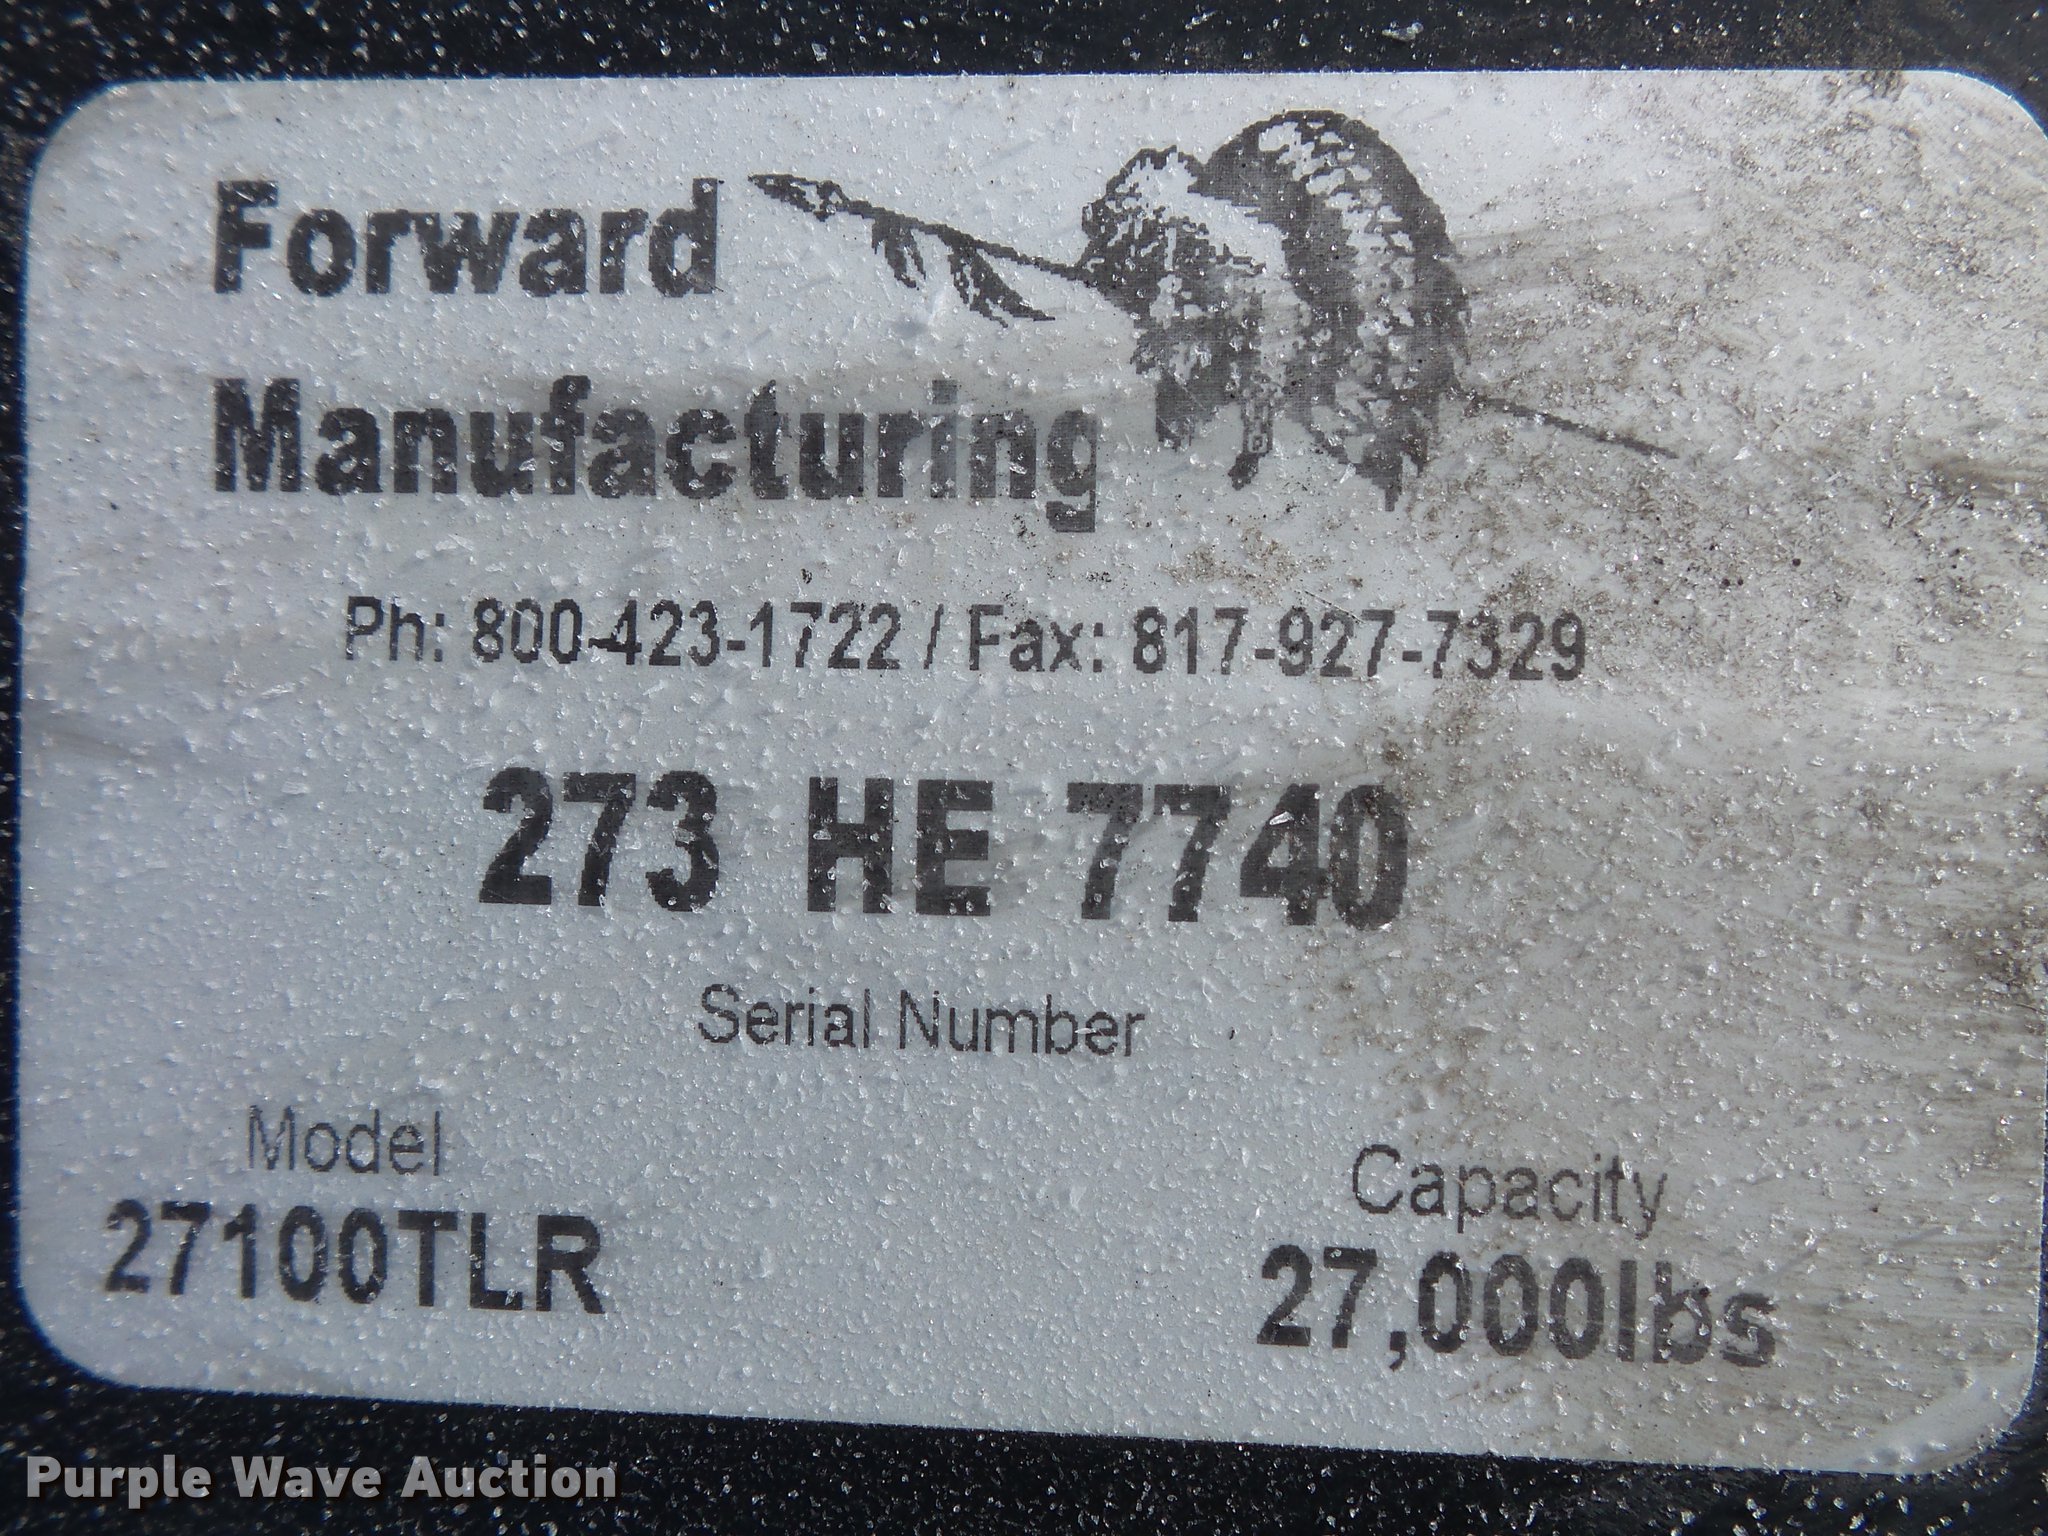 Forward
Manufacturing
Ph: 800-423-1722 / Fax: 817-927-7329
273 HE 7740
Serial Number
Model
27100TLR
Capacity
27,000lbs
Purple Wave Auction